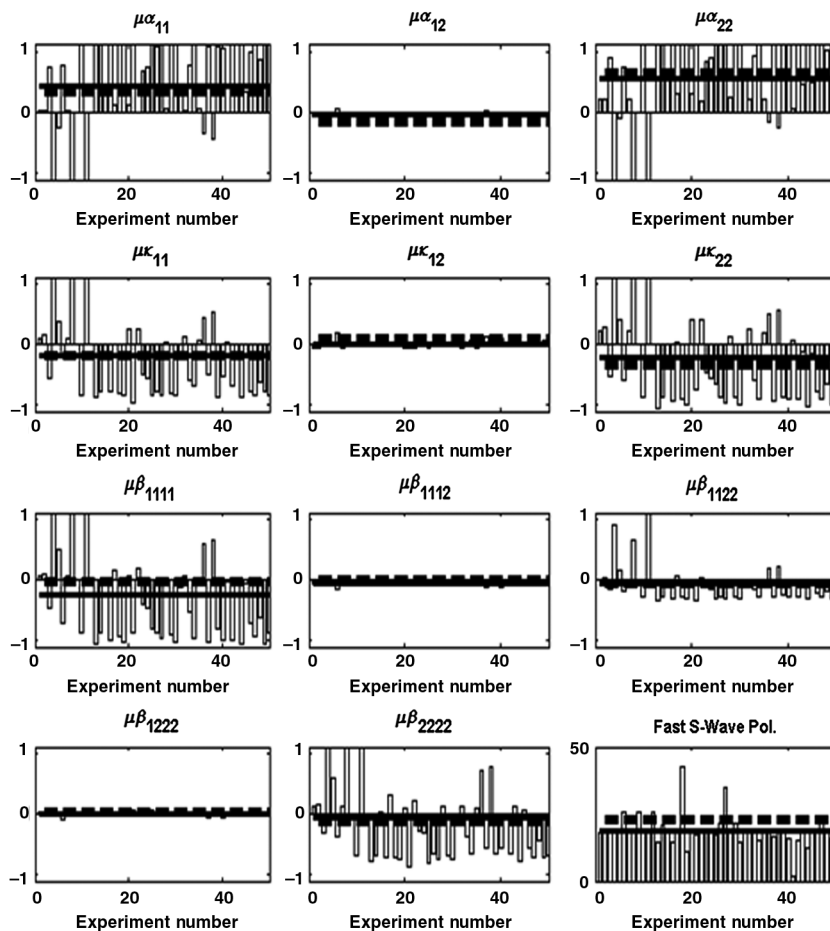 μα11 μα12 μα22
1 1 1
0 0 0
–1 –1 –1
0 20 40 0 20 40 0 20 40
Experiment number Experiment number Experiment number
μκ11 μκ12 μκ22
1 1 1
0 0 0
–1 –1 –1
0 20 40 0 20 40 0 20 40
Experiment number Experiment number Experiment number
μβ1111 μβ1112 μβ1122
1 1 1
0 0 0
–1 –1 –1
0 20 40 0 20 40 0 20 40
Experiment number Experiment number Experiment number
μβ1222 μβ2222 Fast S-Wave Pol.
1 1 50
0 0
–1 –1 0
0 20 40 0 20 40 0 20 40
Experiment number Experiment number Experiment number